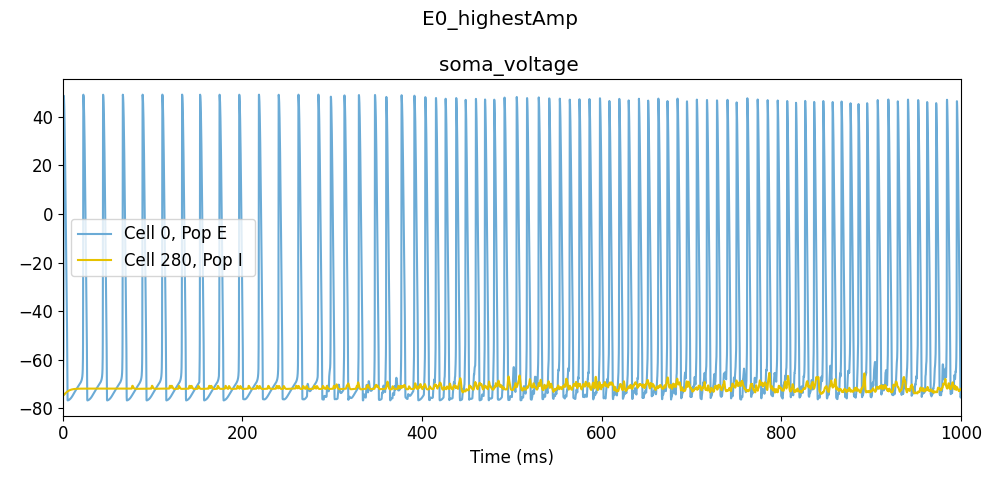 E0_highestAmp
soma_voltage
40
20
0
−20
−40
−60
−80
Cell 0, Pop E
Cell 280, Pop I
0 200 400 600 800 1000
Time (ms)